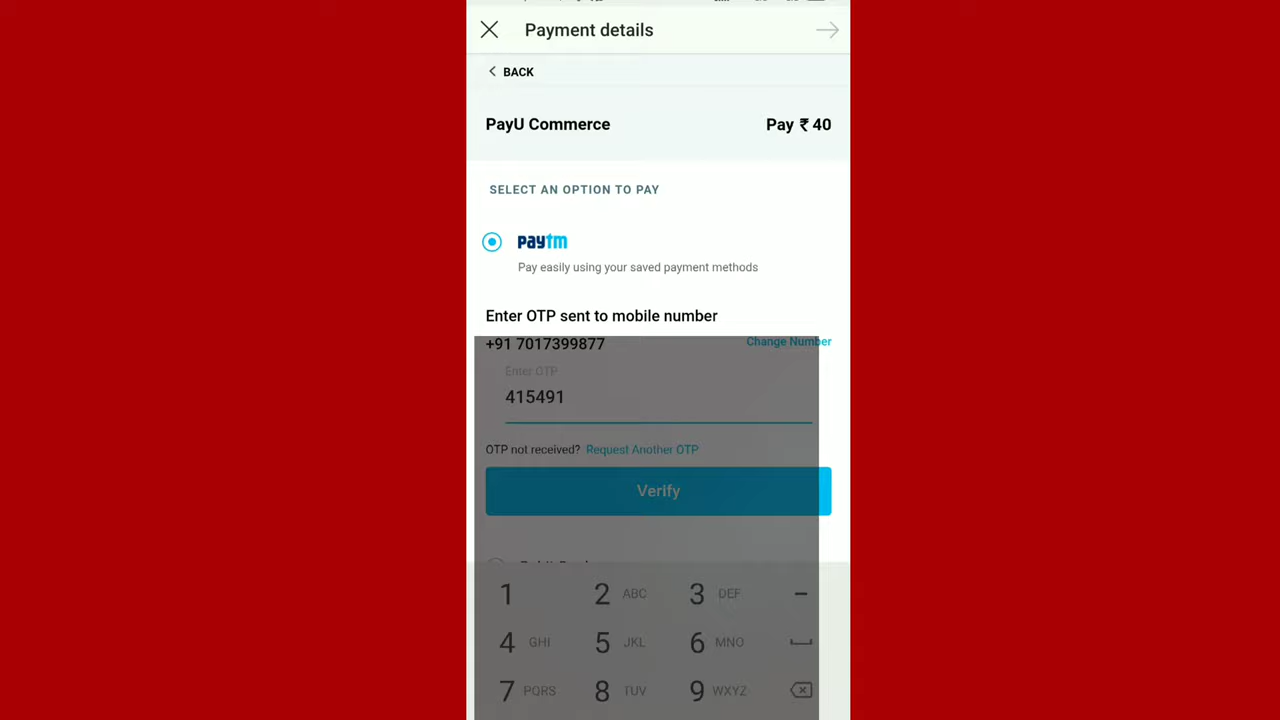 Payment details
BACK
PayU Commerce Pay ₹ 40
SELECT AN OPTION TO PAY
paytm
Pay easily using your saved payment methods
Enter OTP sent to mobile number
+91 7017399877 Change Number
Enter OTP
415491
OTP not received? Request Another OTP
Verify
1 2 ABC 3 DEF –
4 GHI 5 JKL 6 MNO
7 PQRS 8 TUV 9 WXYZ